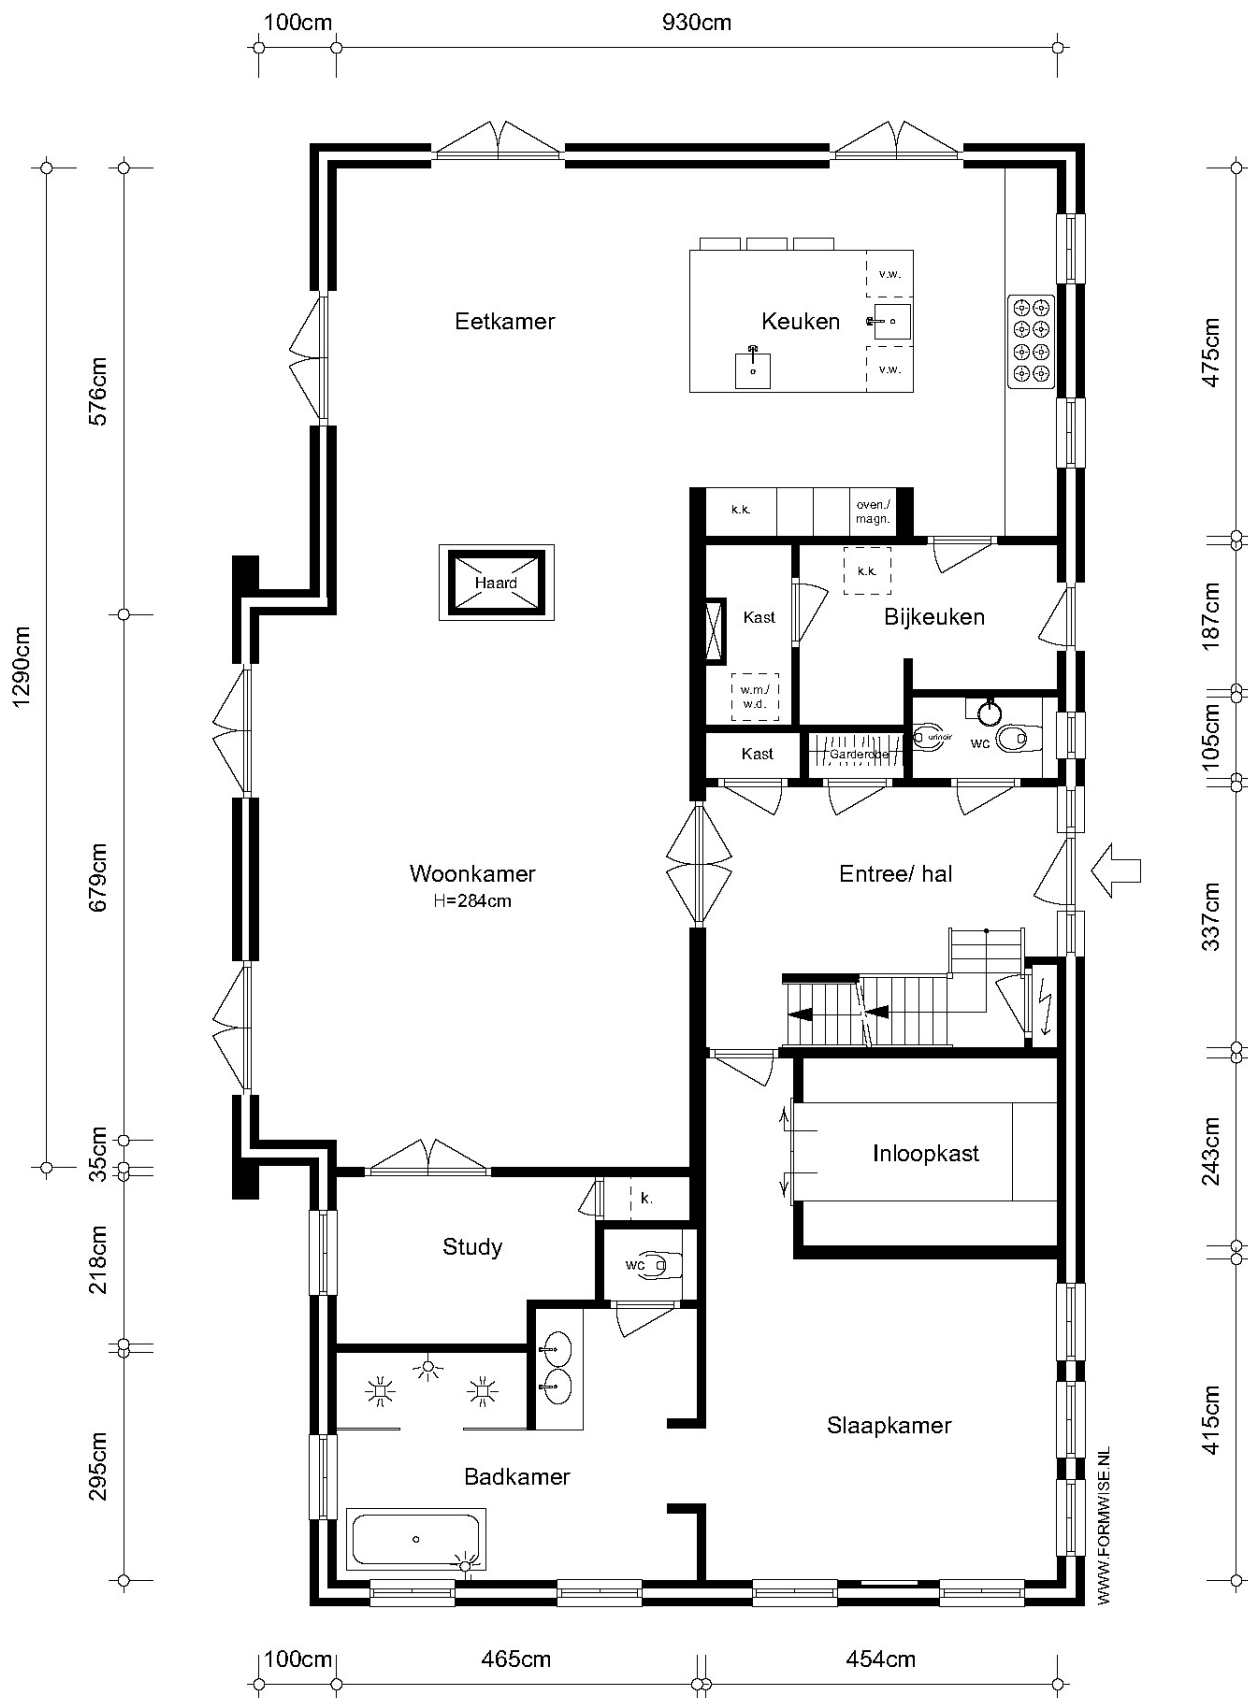 100cm
930cm
v.w.
Eetkamer
Keuken
v.w.
576cm
475cm
k.k.
oven./
magn.
Haard
k.k.
Kast
Bijkeuken
187cm
1290cm
w.m./
w.d.
urinoir
wc
105cm
Kast
Garderobe
Woonkamer
H=284cm
Entree/ hal
679cm
337cm
35cm
Inloopkast
243cm
k.
Study
218cm
wc
Slaapkamer
415cm
Badkamer
295cm
WWW.FORMWISE.NL
100cm
465cm
454cm